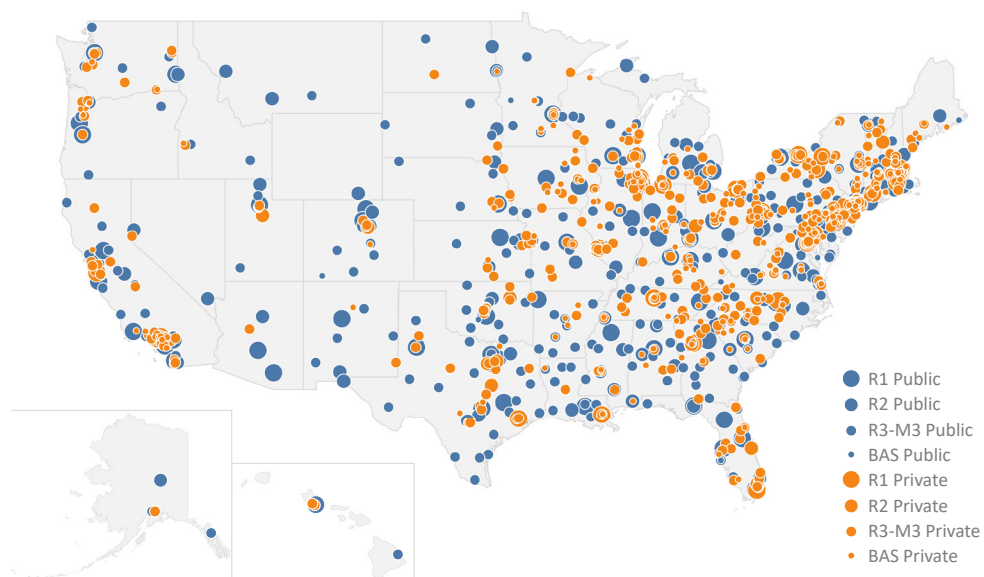 R1 Public
R2 Public
R3-M3 Public
BAS Public
R1 Private
R2 Private
R3-M3 Private
BAS Private